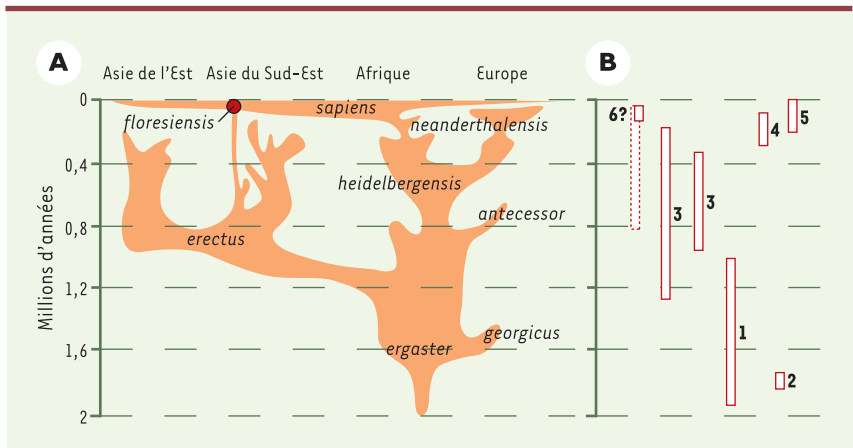 A
B
Asie de l'Est Asie du Sud-Est Afrique Europe
Millions d'années
0
0,4
0,8
1,2
1,6
2
sapiens
floresiensis
neanderthalensis
heidelbergensis
antecessor
erectus
georgicus
ergaster
6?
5
4
3
3
1
2